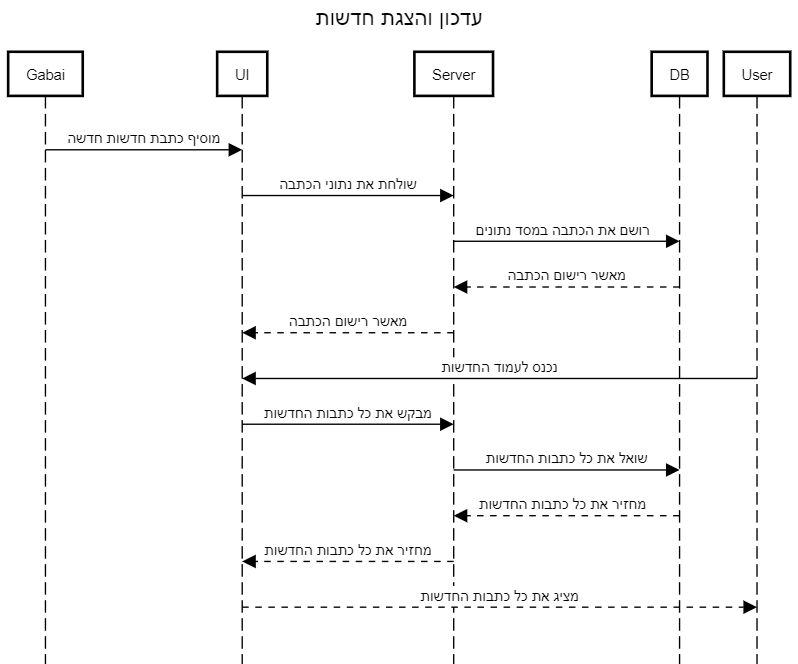 עדכון והצגת חדשות
Gabai
UI
Server
DB
User
מוסיף כתבת חדשות חדשה
שולחת את נתוני הכתבה
רושם את הכתבה במסד נתונים
מאשר רישום הכתבה
מאשר רישום הכתבה
נכנס לעמוד החדשות
מבקש את כל כתבות החדשות
שואל את כל כתבות החדשות
מחזיר את כל כתבות החדשות
מחזיר את כל כתבות החדשות
מציג את כל כתבות החדשות